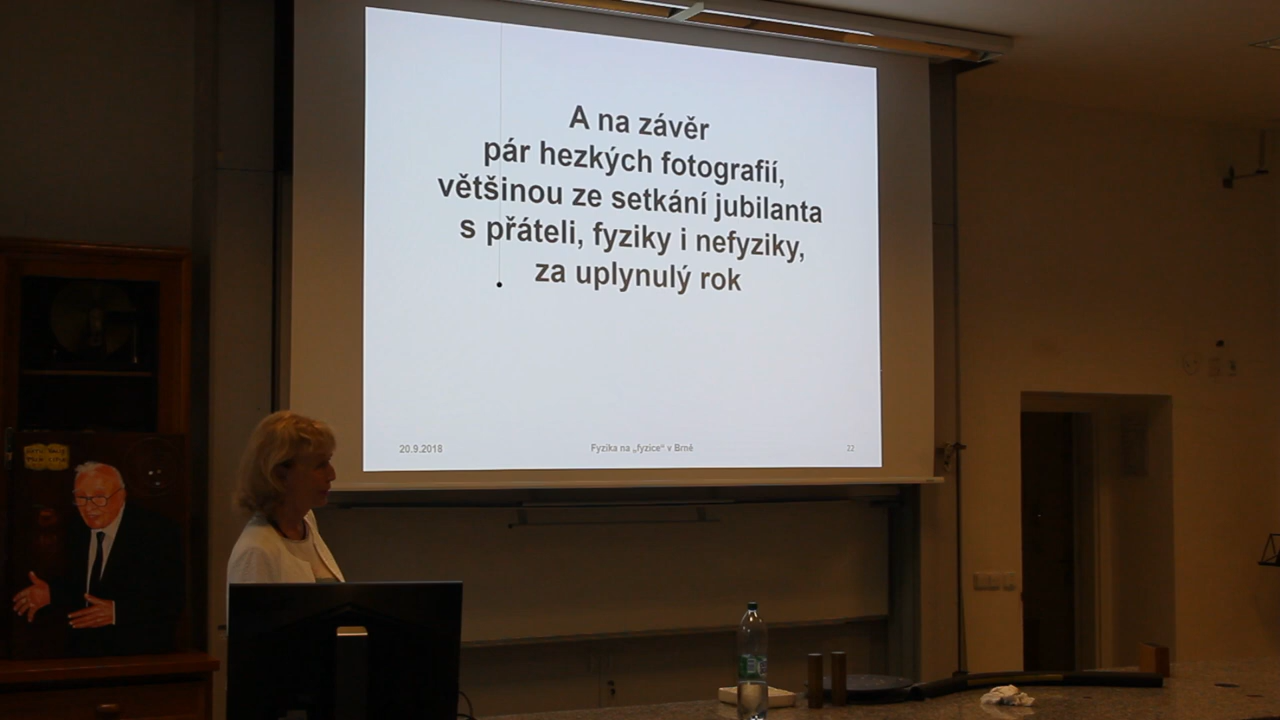 A na závěr
pár hezkých fotografií,
většinou ze setkání jubilanta
s přáteli, fyziky i nefyziky,
za uplynulý rok
20.9.2018
Fyzika na „fyzice“ v Brně
22